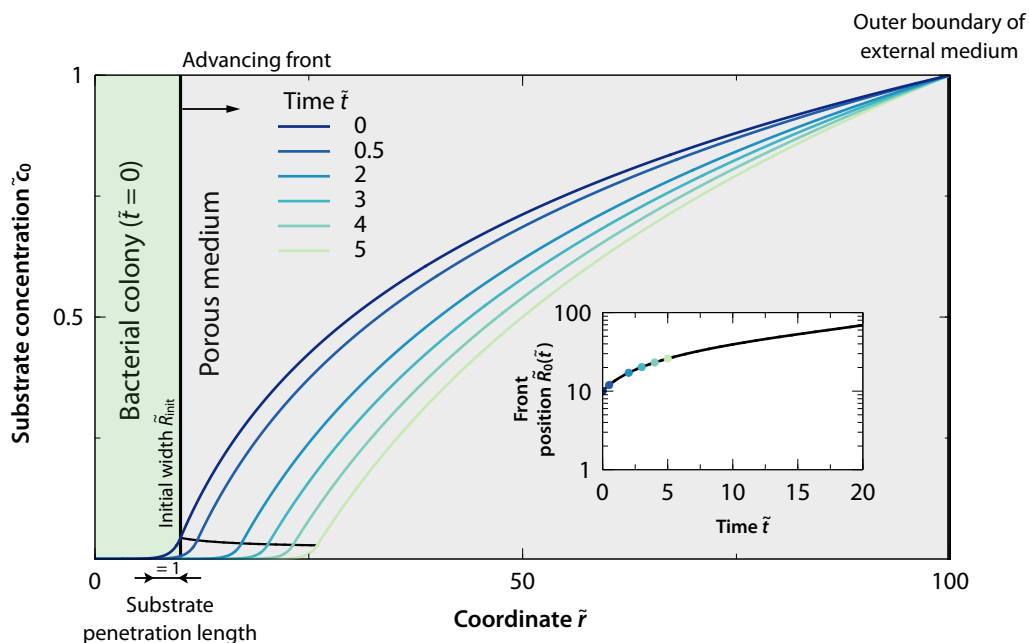 Outer boundary of
external medium
Advancing front
1
0.5
Substrate concentration c̃₀
Bacterial colony (t̃ = 0)
Initial width R̃init
Porous medium
Time t̃
0
0.5
2
3
4
5
100
10
1
Front
position R̃₀(t̃)
0
5
10
15
20
Time t̃
= 1
0
50
100
Substrate
penetration length
Coordinate r̃